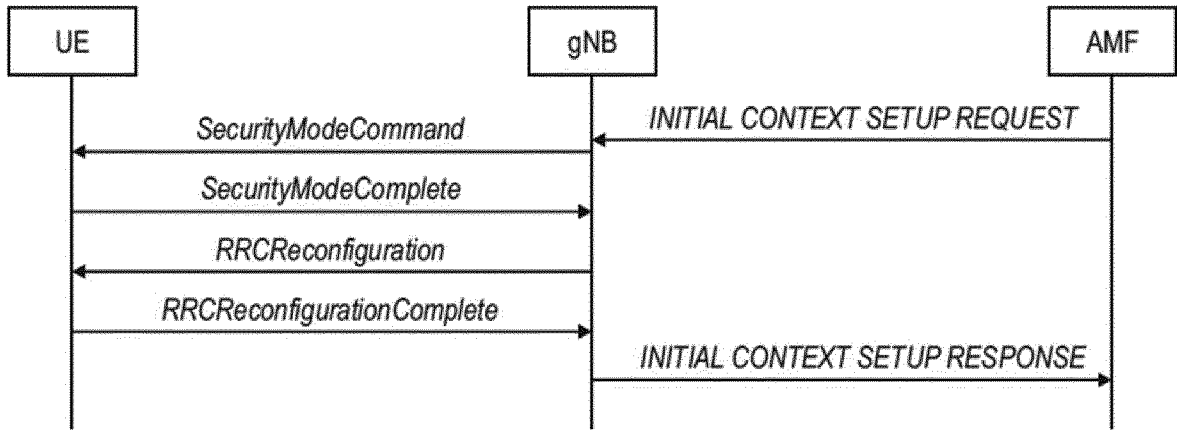 UE
gNB
AMF
INITIAL CONTEXT SETUP REQUEST
SecurityModeCommand
SecurityModeComplete
RRCReconfiguration
RRCReconfigurationComplete
INITIAL CONTEXT SETUP RESPONSE